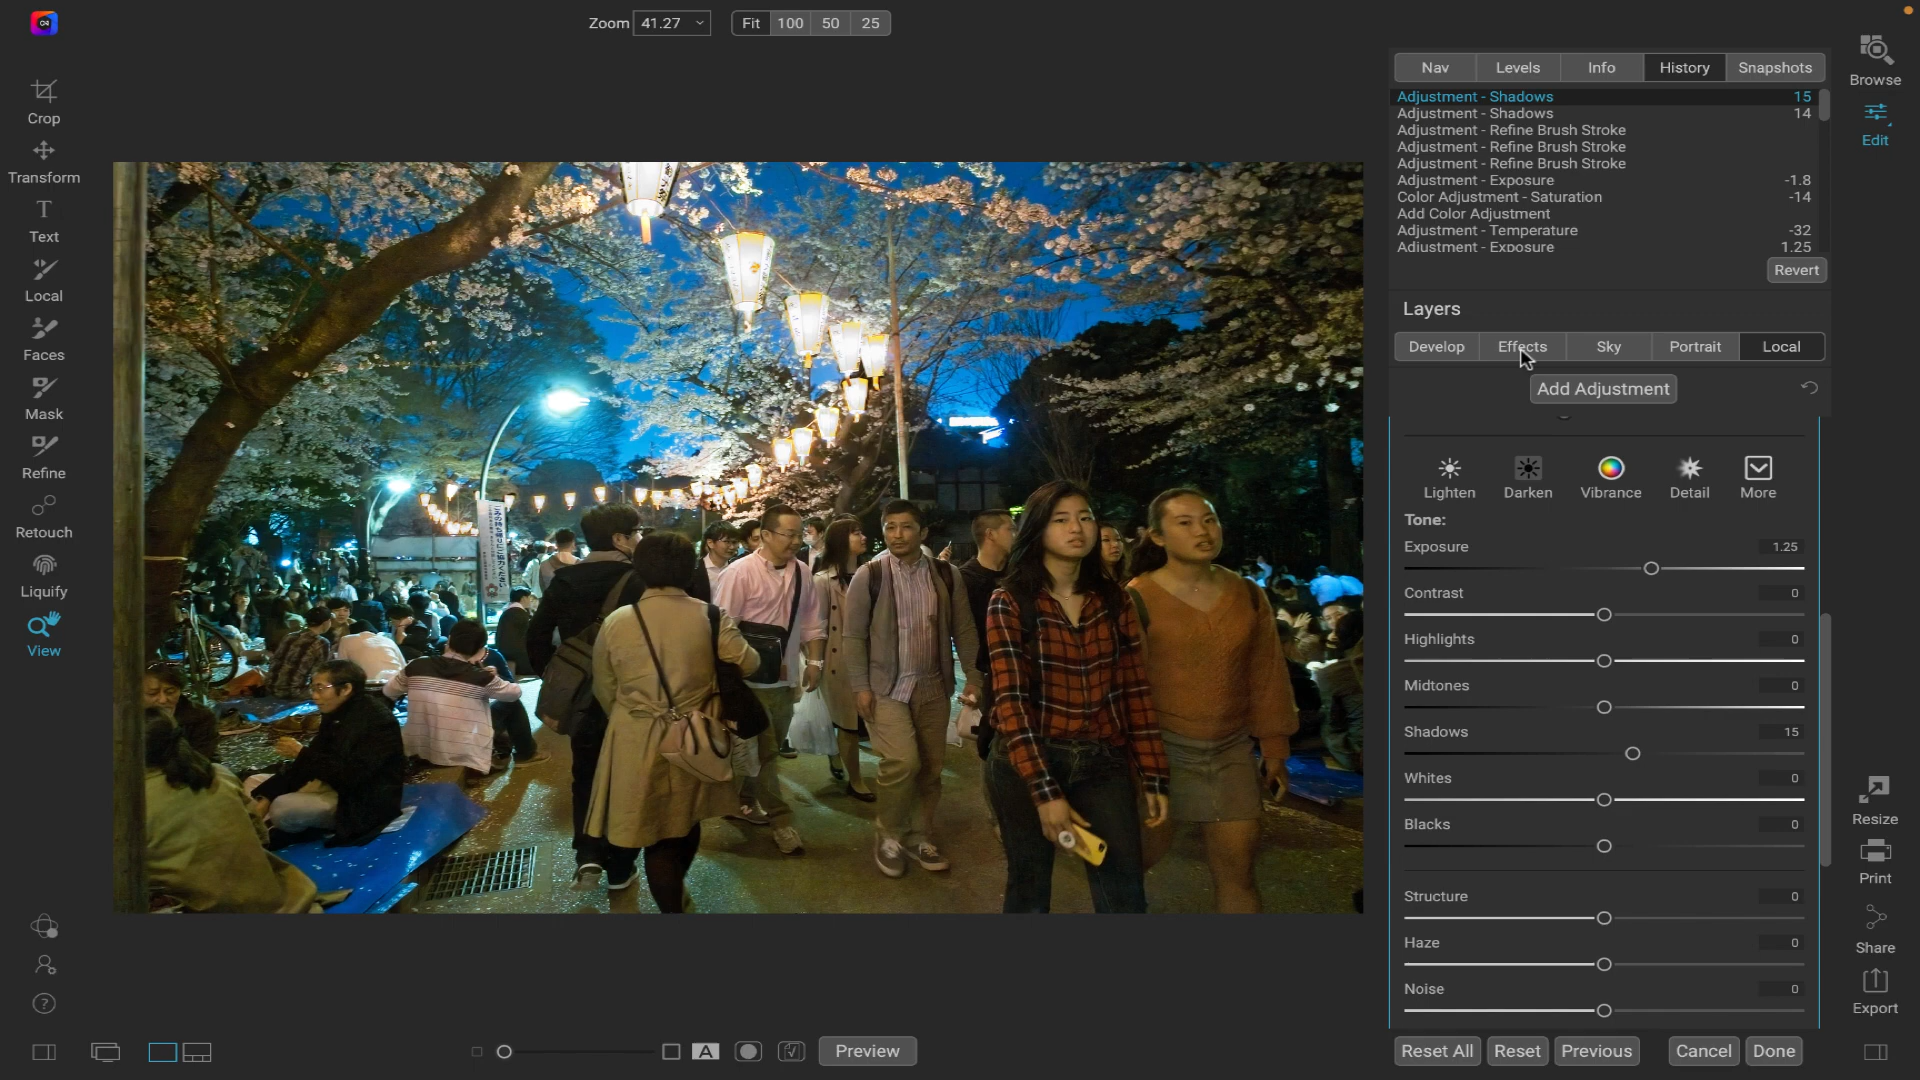 Zoom 41.27 Fit 100 50 25
Crop
Transform
Text
Local
Faces
Mask
Refine
Retouch
Liquify
View
Nav Levels Info History Snapshots
Adjustment - Shadows 15
Adjustment - Shadows 14
Adjustment - Refine Brush Stroke
Adjustment - Refine Brush Stroke
Adjustment - Refine Brush Stroke
Adjustment - Exposure -1.8
Color Adjustment - Saturation -14
Add Color Adjustment
Adjustment - Temperature -32
Adjustment - Exposure 1.25
Revert
Layers
Develop Effects Sky Portrait Local
Add Adjustment
Lighten Darken Vibrance Detail More
Tone:
Exposure 1.25
Contrast 0
Highlights 0
Midtones 0
Shadows 15
Whites 0
Blacks 0
Structure 0
Haze 0
Noise 0
Browse
Edit
Resize
Print
Share
Export
A Preview
Reset All Reset Previous Cancel Done